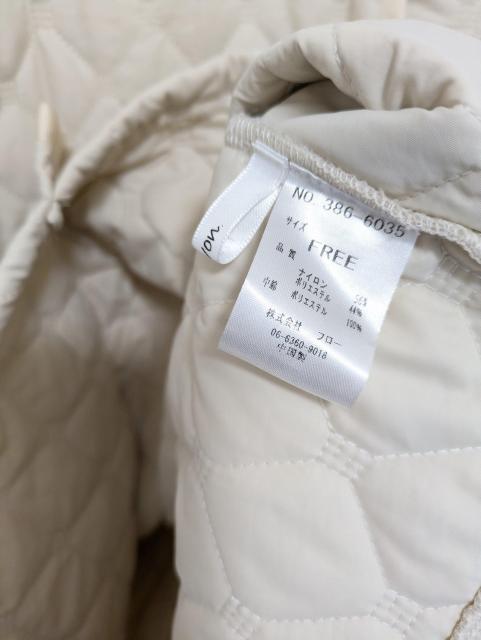 NO. 386-6035
サイズ
FREE
品質
ナイロン 56%
ポリエステル 44%
中綿 ポリエステル 100%
株式会社 フロー
06-6360-9018
中国製